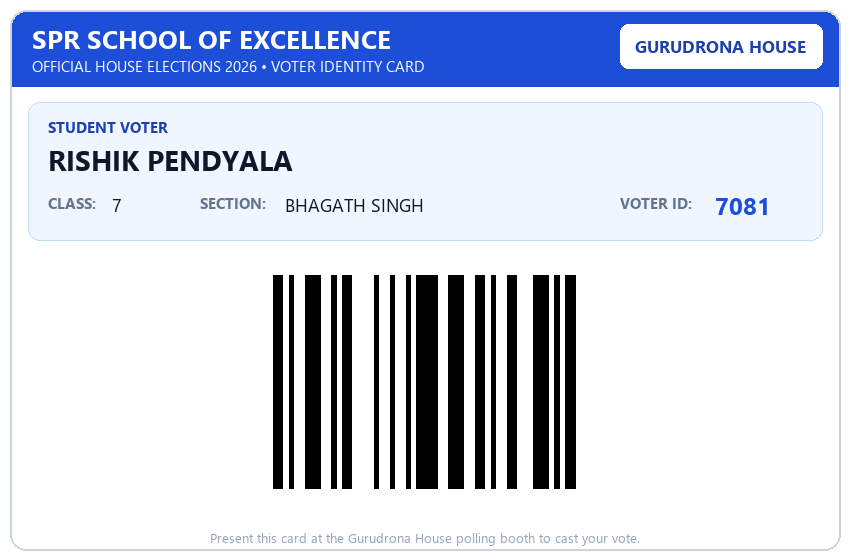 SPR SCHOOL OF EXCELLENCE
OFFICIAL HOUSE ELECTIONS 2026 • VOTER IDENTITY CARD
GURUDRONA HOUSE
STUDENT VOTER
RISHIK PENDYALA
CLASS: 7 SECTION: BHAGATH SINGH VOTER ID: 7081
Present this card at the Gurudrona House polling booth to cast your vote.